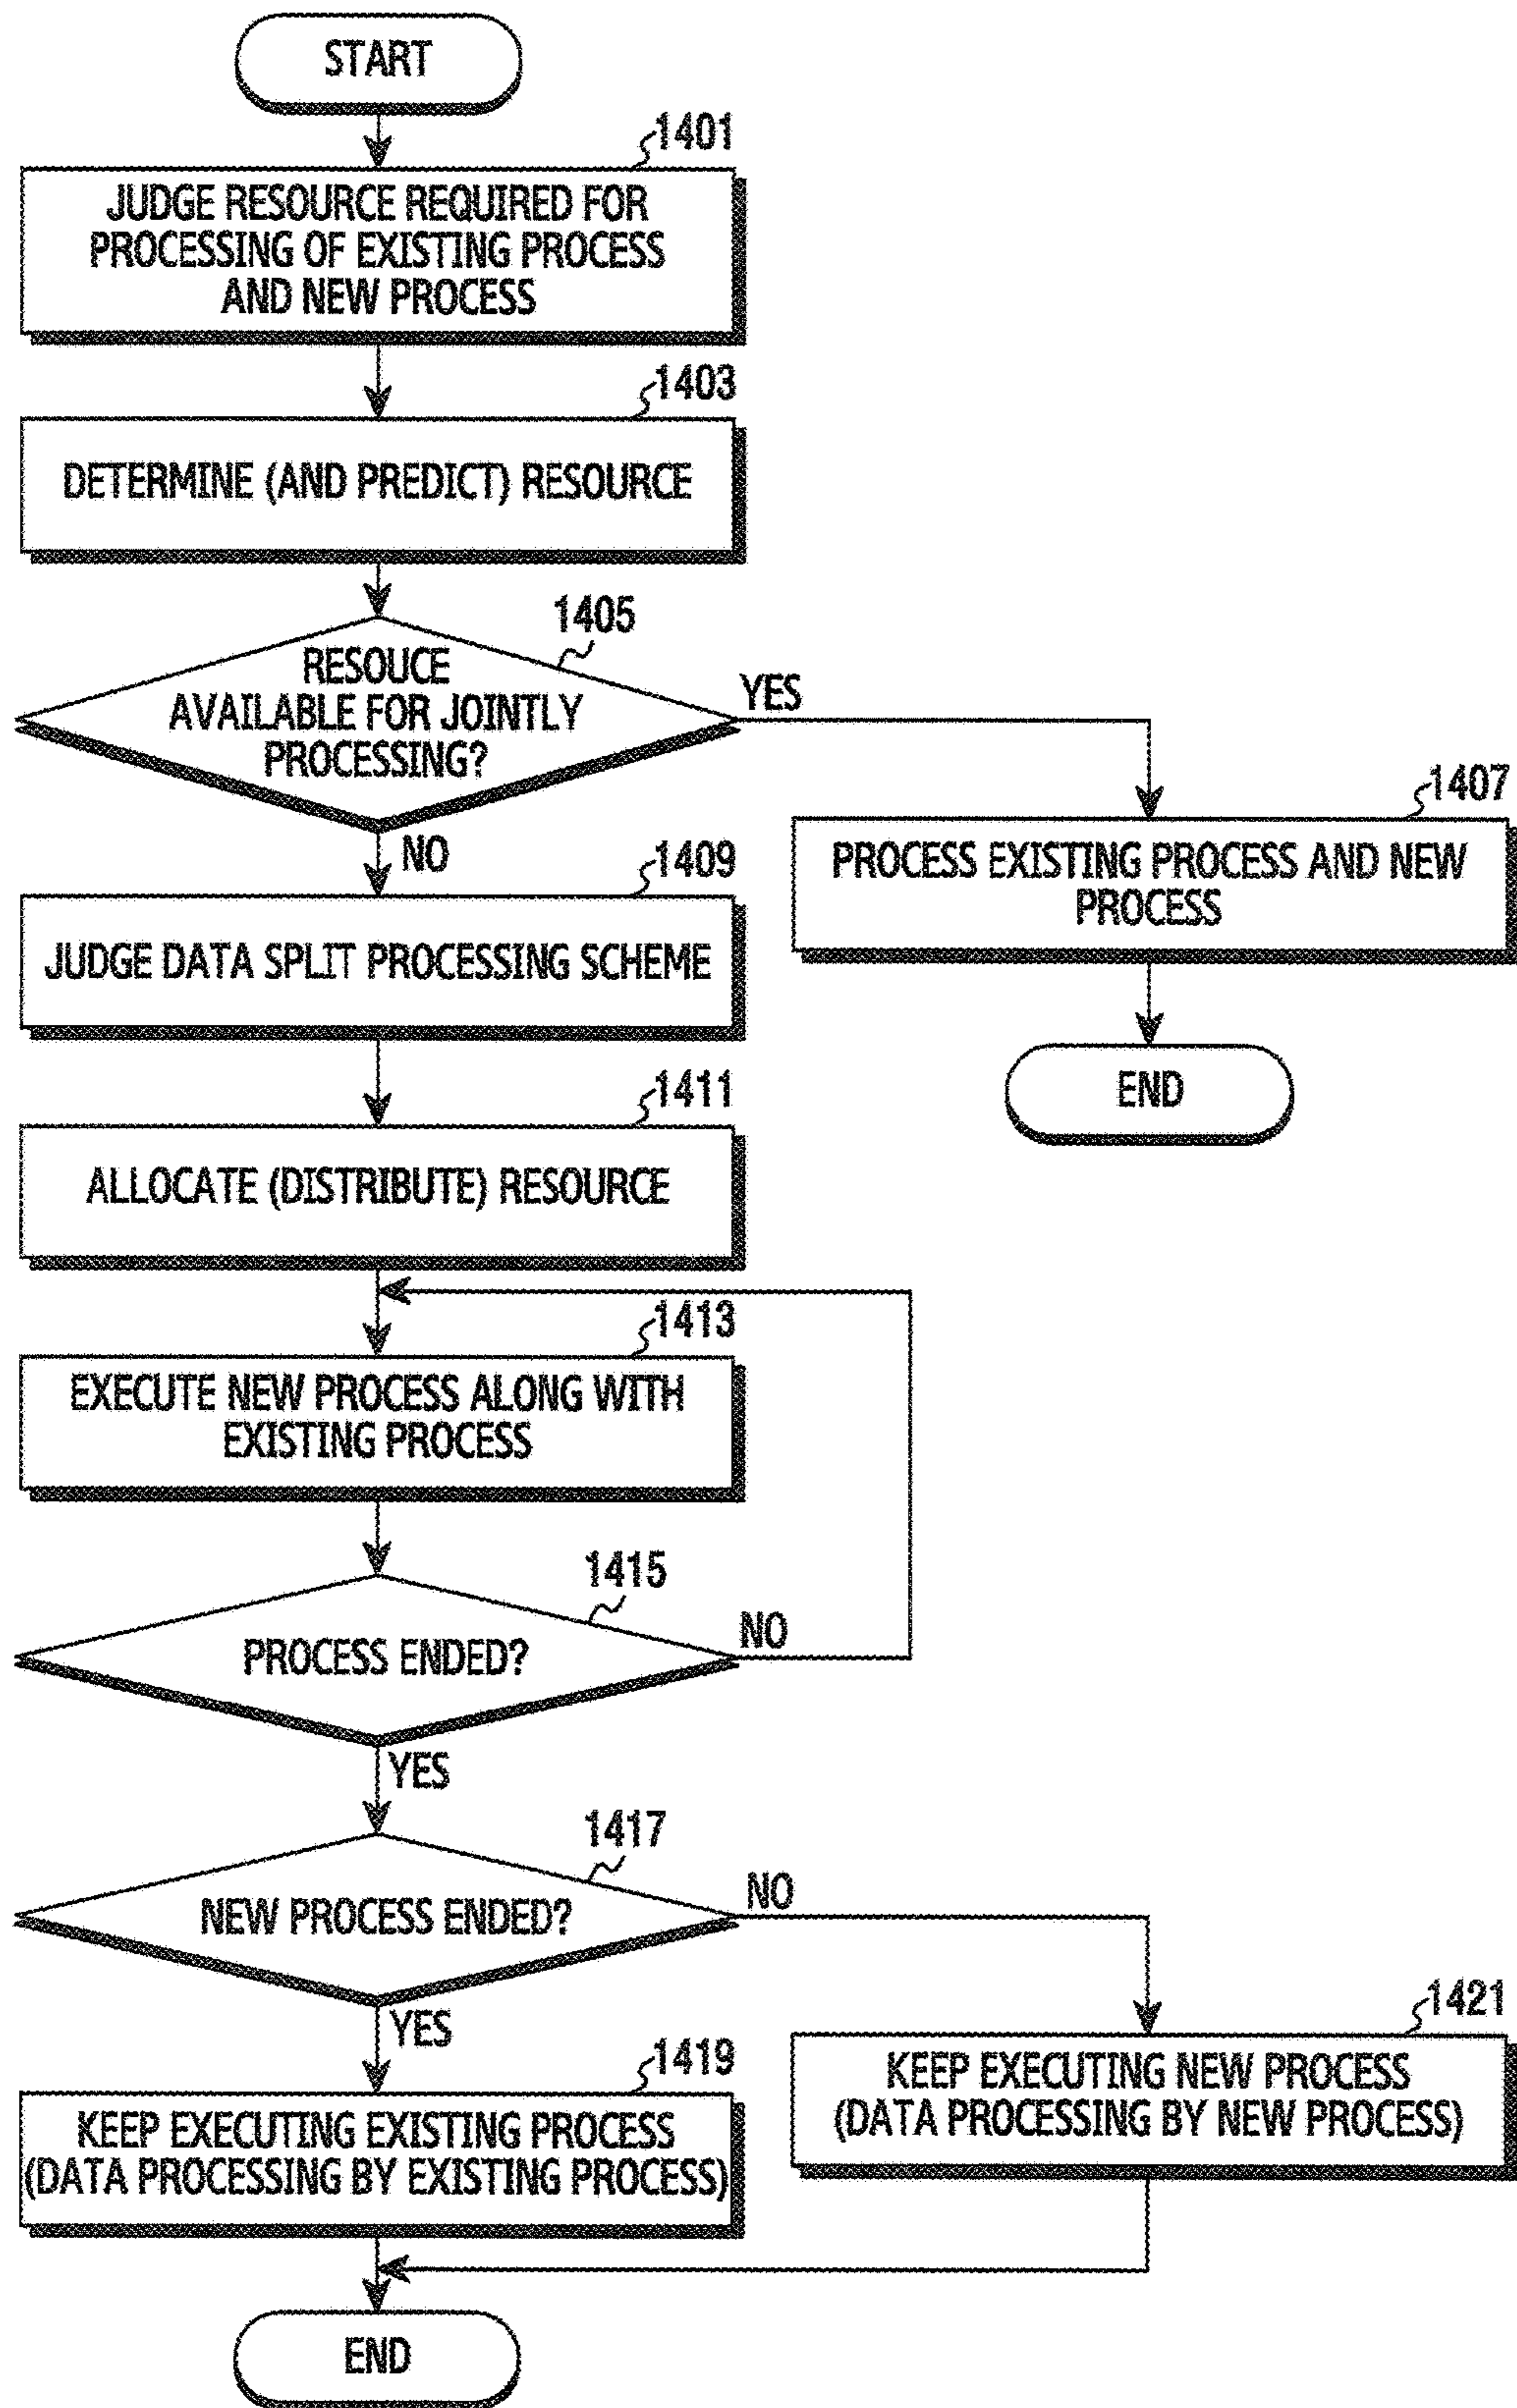 START
1401
JUDGE RESOURCE REQUIRED FOR
PROCESSING OF EXISTING PROCESS
AND NEW PROCESS
1403
DETERMINE (AND PREDICT) RESOURCE
1405
RESOUCE
AVAILABLE FOR JOINTLY
PROCESSING?
YES
NO
1407
PROCESS EXISTING PROCESS AND NEW
PROCESS
END
1409
JUDGE DATA SPLIT PROCESSING SCHEME
1411
ALLOCATE (DISTRIBUTE) RESOURCE
1413
EXECUTE NEW PROCESS ALONG WITH
EXISTING PROCESS
1415
PROCESS ENDED?
NO
YES
1417
NEW PROCESS ENDED?
NO
YES
1419
KEEP EXECUTING EXISTING PROCESS
(DATA PROCESSING BY EXISTING PROCESS)
1421
KEEP EXECUTING NEW PROCESS
(DATA PROCESSING BY NEW PROCESS)
END